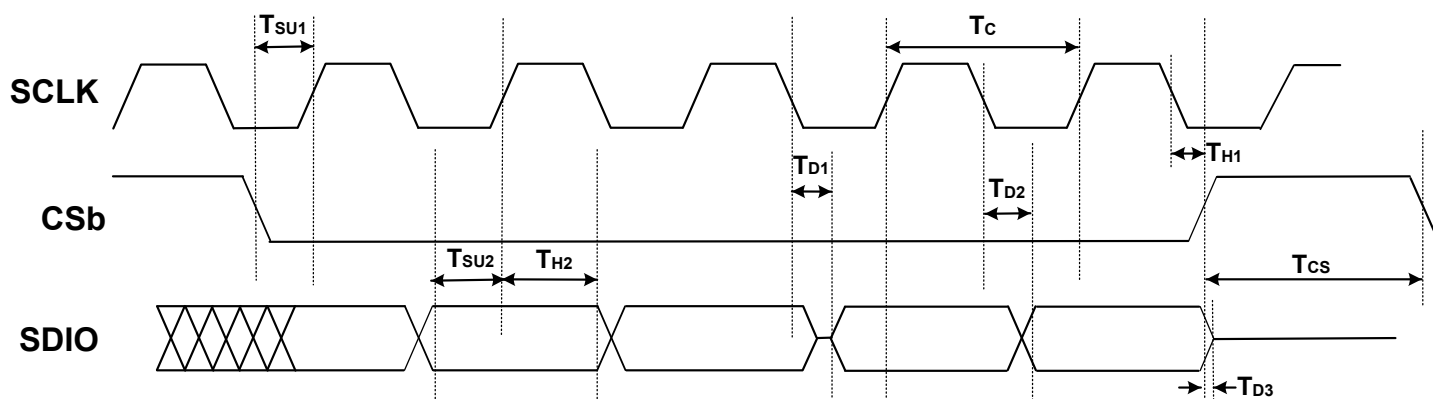 TSU1
TC
SCLK
TH1
TD1
TD2
CSb
TSU2
TH2
TCS
SDIO
TD3